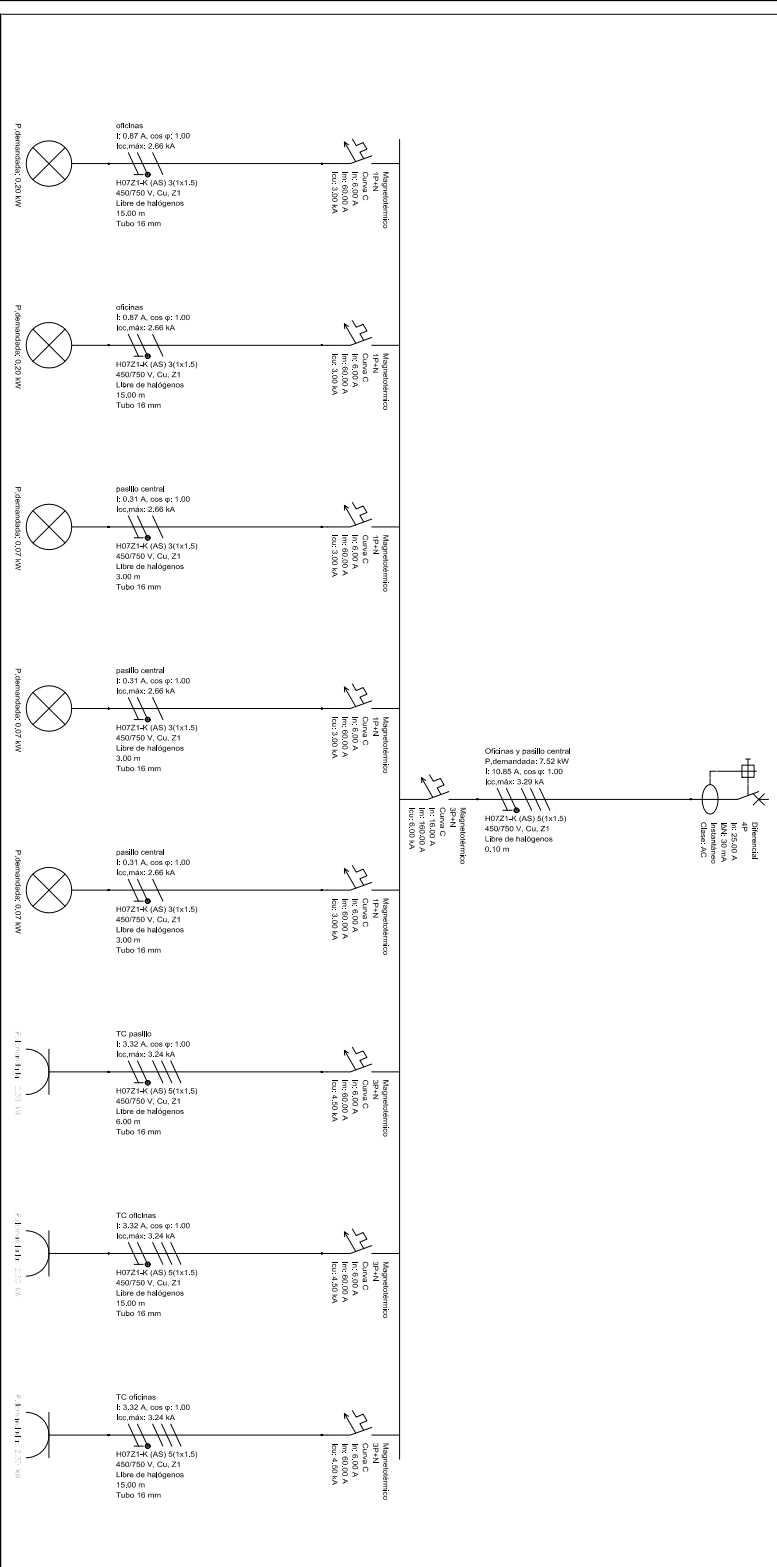 Diferencial
4P
In: 25.00 A
IΔN: 30 mA
Instantáneo
Clase: AC
Oficinas y pasillo central
P.demandada: 7.52 kW
I: 10.85 A, cos φ: 1.00
Icc,máx: 3.29 kA
H07Z1-K (AS) 5(1x1.5)
450/750 V, Cu, Z1
Libre de halógenos
0.10 m
Magnetotérmico
3P+N
Curva C
In: 16.00 A
Im: 160.00 A
Icu: 6.00 kA
Magnetotérmico
1P+N
Curva C
In: 6.00 A
Im: 60.00 A
Icu: 3.00 kA
oficinas
I: 0.87 A, cos φ: 1.00
Icc,máx: 2.66 kA
H07Z1-K (AS) 3(1x1.5)
450/750 V, Cu, Z1
Libre de halógenos
15.00 m
Tubo 16 mm
P.demandada: 0.20 kW
Magnetotérmico
1P+N
Curva C
In: 6.00 A
Im: 60.00 A
Icu: 3.00 kA
oficinas
I: 0.87 A, cos φ: 1.00
Icc,máx: 2.66 kA
H07Z1-K (AS) 3(1x1.5)
450/750 V, Cu, Z1
Libre de halógenos
15.00 m
Tubo 16 mm
P.demandada: 0.20 kW
Magnetotérmico
1P+N
Curva C
In: 6.00 A
Im: 60.00 A
Icu: 3.00 kA
pasillo central
I: 0.31 A, cos φ: 1.00
Icc,máx: 2.66 kA
H07Z1-K (AS) 3(1x1.5)
450/750 V, Cu, Z1
Libre de halógenos
3.00 m
Tubo 16 mm
P.demandada: 0.07 kW
Magnetotérmico
1P+N
Curva C
In: 6.00 A
Im: 60.00 A
Icu: 3.00 kA
pasillo central
I: 0.31 A, cos φ: 1.00
Icc,máx: 2.66 kA
H07Z1-K (AS) 3(1x1.5)
450/750 V, Cu, Z1
Libre de halógenos
3.00 m
Tubo 16 mm
P.demandada: 0.07 kW
Magnetotérmico
1P+N
Curva C
In: 6.00 A
Im: 60.00 A
Icu: 3.00 kA
pasillo central
I: 0.31 A, cos φ: 1.00
Icc,máx: 2.66 kA
H07Z1-K (AS) 3(1x1.5)
450/750 V, Cu, Z1
Libre de halógenos
3.00 m
Tubo 16 mm
P.demandada: 0.07 kW
Magnetotérmico
3P+N
Curva C
In: 6.00 A
Im: 60.00 A
Icu: 4.50 kA
TC pasillo
I: 3.32 A, cos φ: 1.00
Icc,máx: 3.24 kA
H07Z1-K (AS) 5(1x1.5)
450/750 V, Cu, Z1
Libre de halógenos
6.00 m
Tubo 16 mm
Magnetotérmico
3P+N
Curva C
In: 6.00 A
Im: 60.00 A
Icu: 4.50 kA
TC oficinas
I: 3.32 A, cos φ: 1.00
Icc,máx: 3.24 kA
H07Z1-K (AS) 5(1x1.5)
450/750 V, Cu, Z1
Libre de halógenos
15.00 m
Tubo 16 mm
Magnetotérmico
3P+N
Curva C
In: 6.00 A
Im: 60.00 A
Icu: 4.50 kA
TC oficinas
I: 3.32 A, cos φ: 1.00
Icc,máx: 3.24 kA
H07Z1-K (AS) 5(1x1.5)
450/750 V, Cu, Z1
Libre de halógenos
15.00 m
Tubo 16 mm